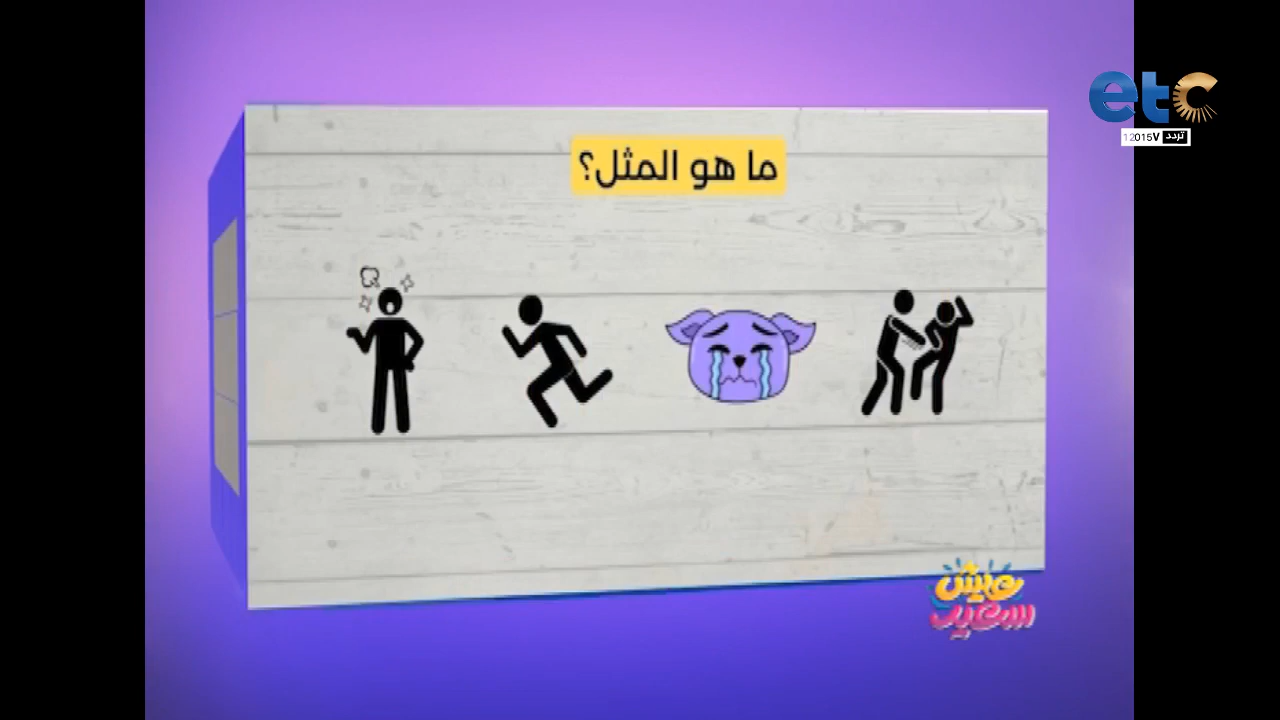 etc
12015V تردد
ما هو المثل؟
عيش
سعيد